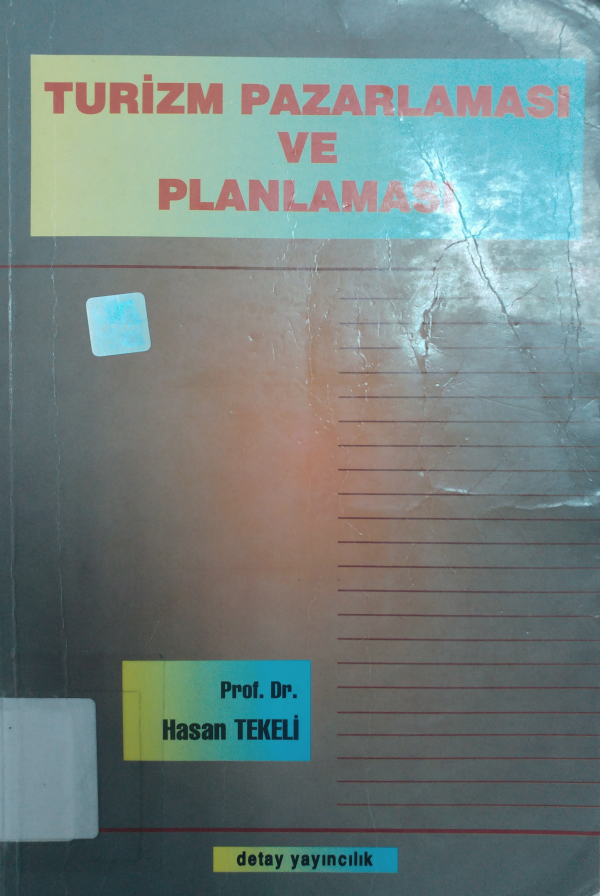 TURİZM PAZARLAMASI
VE
PLANLAMASI
Prof. Dr.
Hasan TEKELİ
detay yayıncılık